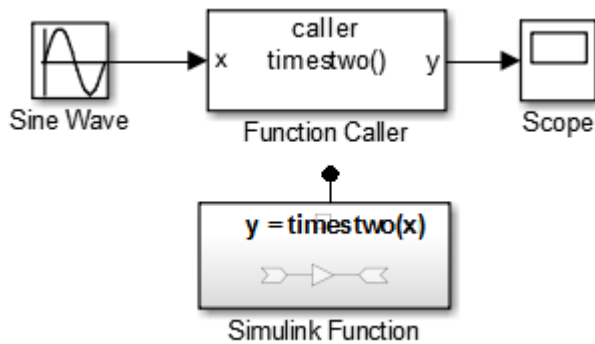 caller
x
timestwo()
y
Sine Wave
Function Caller
Scope
y = timestwo(x)
Simulink Function